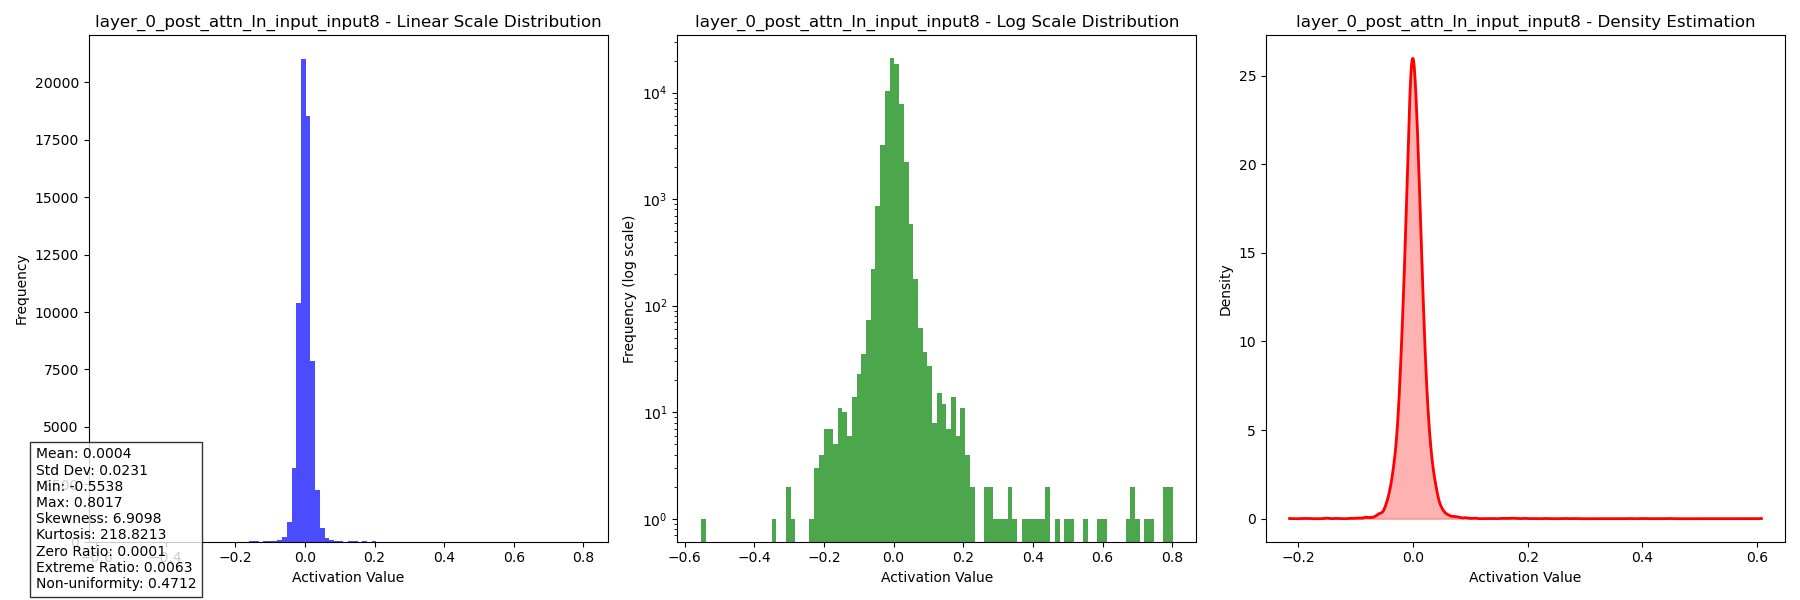 layer_0_post_attn_ln_input_input8 - Linear Scale Distribution
20000
17500
15000
12500
10000
7500
5000
Frequency
−0.2
0.0
0.2
0.4
0.6
0.8
Activation Value
Mean: 0.0004
Std Dev: 0.0231
Min: -0.5538
Max: 0.8017
Skewness: 6.9098
Kurtosis: 218.8213
Zero Ratio: 0.0001
Extreme Ratio: 0.0063
Non-uniformity: 0.4712
layer_0_post_attn_ln_input_input8 - Log Scale Distribution
10^4
10^3
10^2
10^1
10^0
Frequency (log scale)
−0.6
−0.4
−0.2
0.0
0.2
0.4
0.6
0.8
Activation Value
layer_0_post_attn_ln_input_input8 - Density Estimation
25
20
15
10
5
0
Density
−0.2
0.0
0.2
0.4
0.6
Activation Value